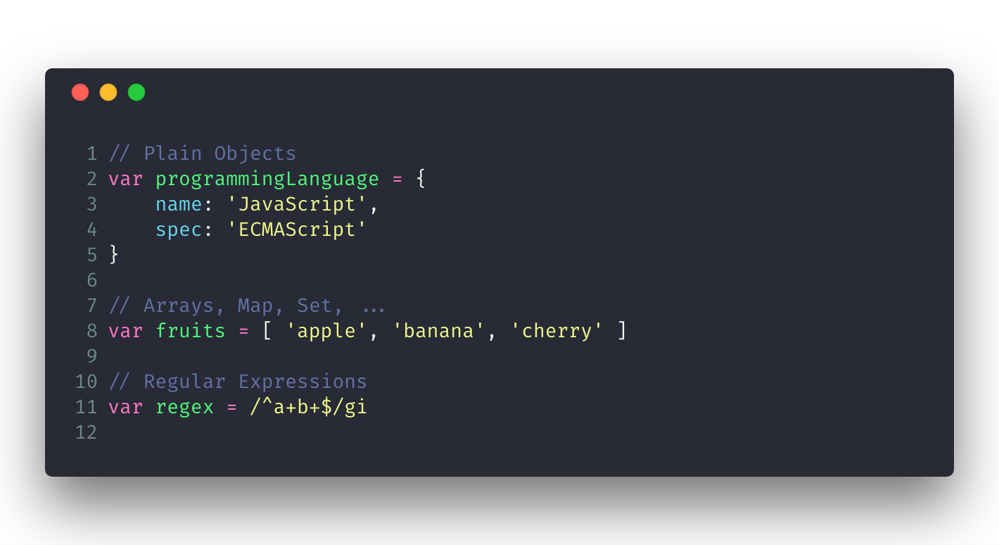 1 // Plain Objects
2 var programmingLanguage = {
3     name: 'JavaScript',
4     spec: 'ECMAScript'
5 }
6
7 // Arrays, Map, Set, ...
8 var fruits = [ 'apple', 'banana', 'cherry' ]
9
10 // Regular Expressions
11 var regex = /^a+b+$/gi
12